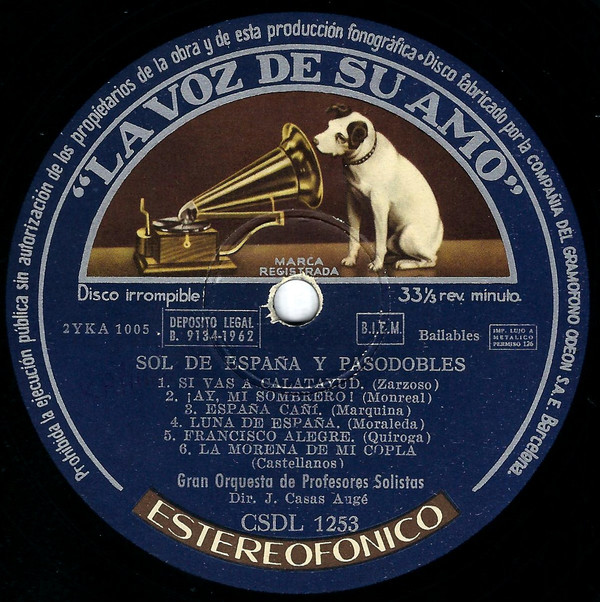 Prohibida la ejecución pública sin autorización de los propietarios de la obra y de esta producción fonográfica • Disco fabricado por la COMPAÑIA DEL GRAMÓFONO ODEÓN S.A.E. Barcelona.
"LA VOZ DE SU AMO"
MARCA
REGISTRADA
Disco irrompible
33⅓ rev. minuto.
2YKA 1005
DEPOSITO LEGAL
B. 9134-1962
B.I.E.M.
Bailables
IMP. LUJO A
METALICO
PERMISO 126
SOL DE ESPAÑA Y PASODOBLES
1. SI VAS A CALATAYUD. (Zarzoso)
2. ¡AY, MI SOMBRERO! (Monreal)
3. ESPAÑA CAÑÍ. (Marquina)
4. LUNA DE ESPAÑA. (Moraleda)
5. FRANCISCO ALEGRE. (Quiroga)
6. LA MORENA DE MI COPLA
(Castellanos)
Gran Orquesta de Profesores Solistas
Dir. J. Casas Augé
CSDL 1253
ESTEREOFONICO